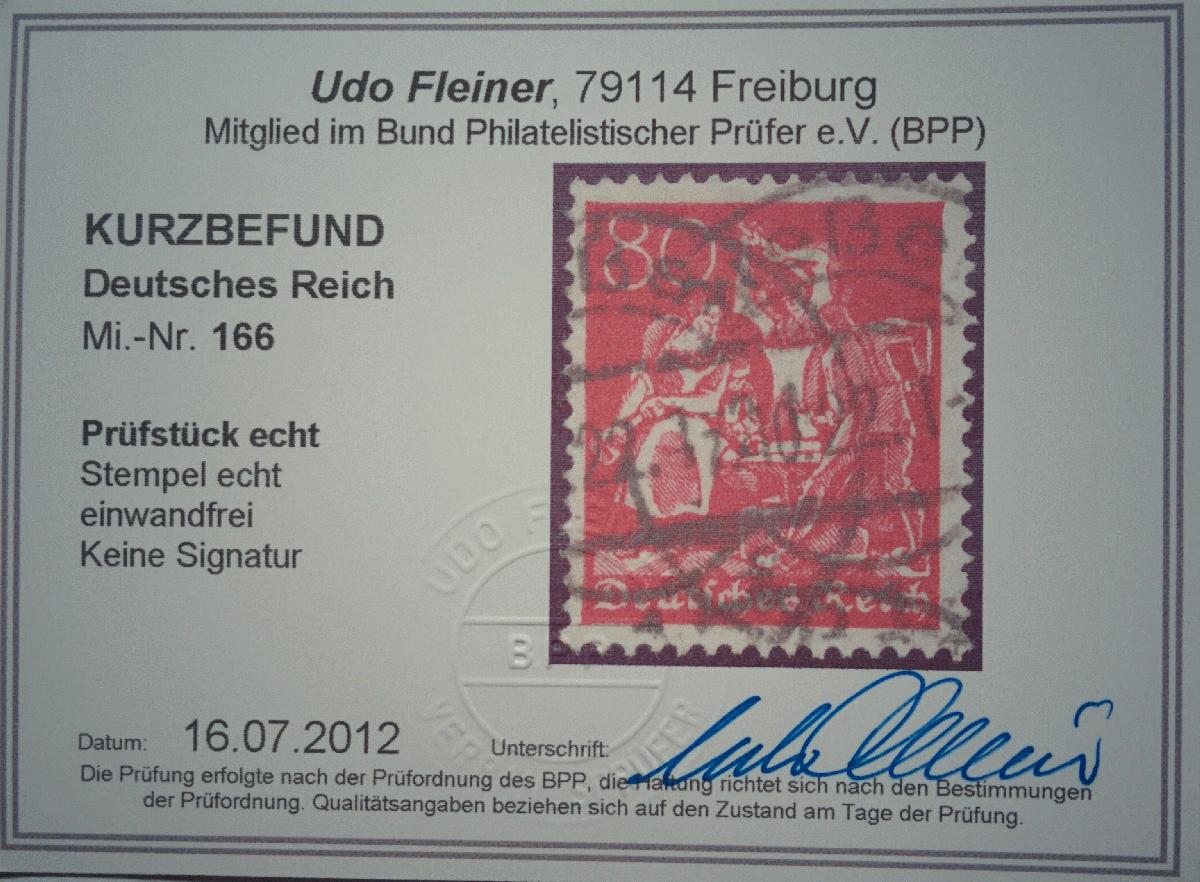 Udo Fleiner, 79114 Freiburg
Mitglied im Bund Philatelistischer Prüfer e.V. (BPP)
KURZBEFUND
Deutsches Reich
Mi.-Nr. 166
Prüfstück echt
Stempel echt
einwandfrei
Keine Signatur
80
22.
Deutsches Reich
UDO F
BPP
Datum: 16.07.2012
Unterschrift:
Die Prüfung erfolgte nach der Prüfordnung des BPP, die Haftung richtet sich nach den Bestimmungen
der Prüfordnung. Qualitätsangaben beziehen sich auf den Zustand am Tage der Prüfung.